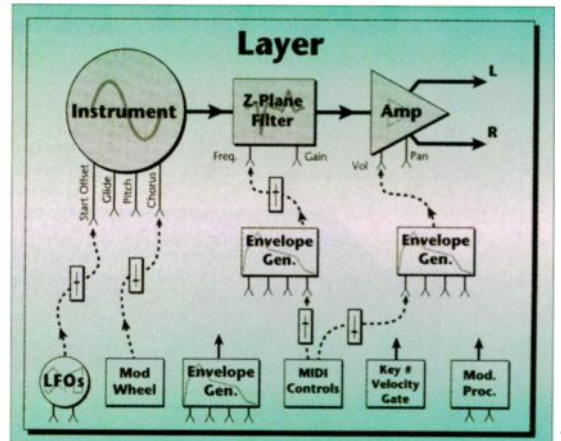 Layer
L
Instrument
Z-Plane
Filter
Amp
R
Freq.
Gain
Vol
Pan
Start Offset
Glide
Pitch
Chorus
Envelope
Gen.
Envelope
Gen.
LFOs
Mod
Wheel
Envelope
Gen.
MIDI
Controls
Key #
Velocity
Gate
Mod.
Proc.